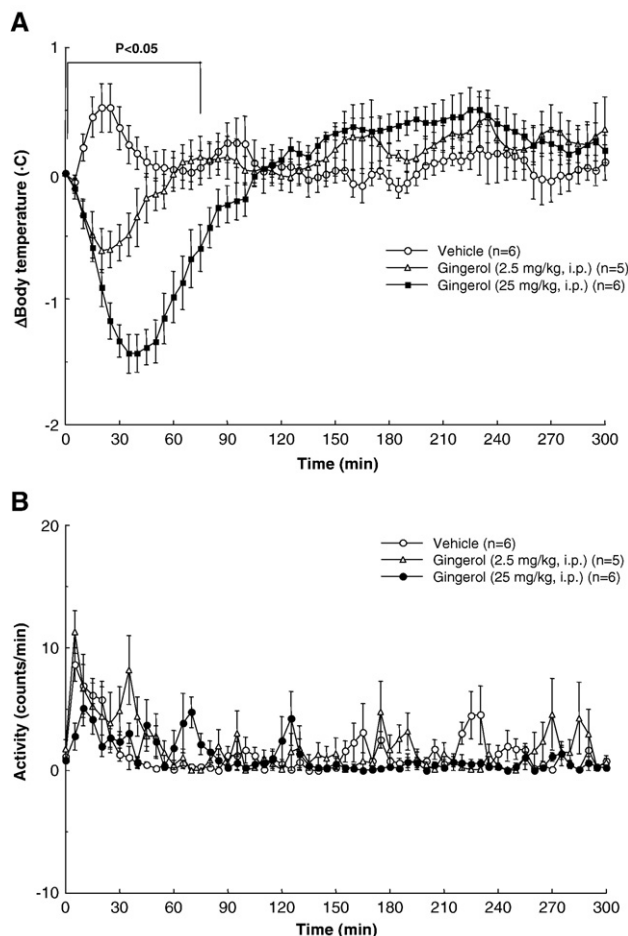 A
P<0.05
1
0
-1
-2
ΔBody temperature (·C)
Vehicle (n=6)
Gingerol (2.5 mg/kg, i.p.) (n=5)
Gingerol (25 mg/kg, i.p.) (n=6)
0 30 60 90 120 150 180 210 240 270 300
Time (min)
B
20
10
0
-10
Activity (counts/min)
Vehicle (n=6)
Gingerol (2.5 mg/kg, i.p.) (n=5)
Gingerol (25 mg/kg, i.p.) (n=6)
0 30 60 90 120 150 180 210 240 270 300
Time (min)